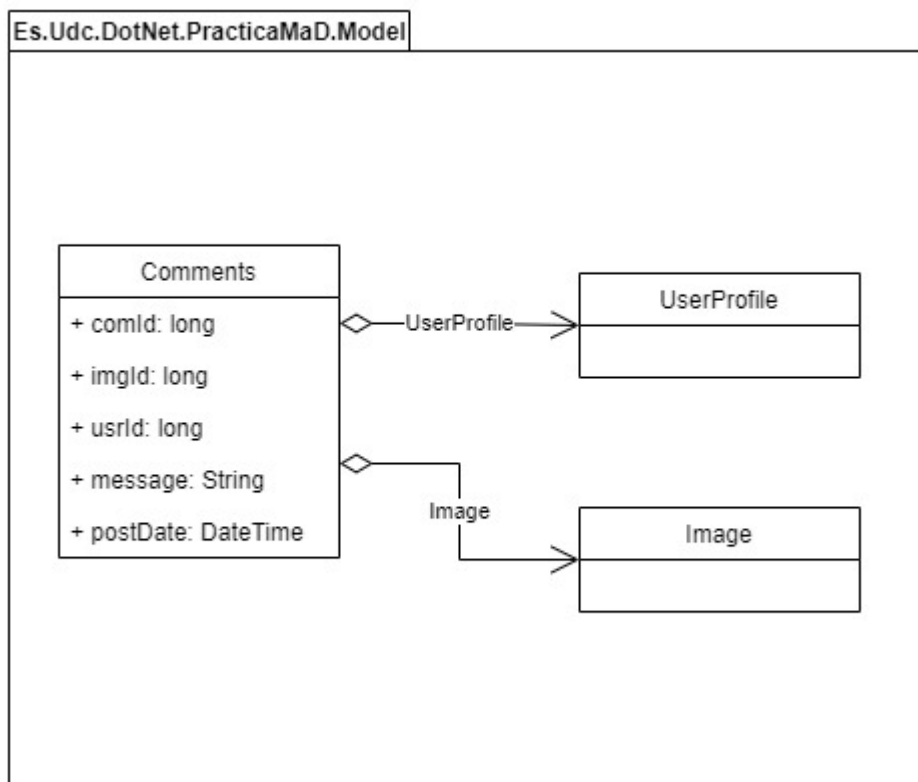 Es.Udc.DotNet.PracticaMaD.Model
Comments
+ comId: long
+ imgId: long
+ usrId: long
+ message: String
+ postDate: DateTime
UserProfile
UserProfile
Image
Image